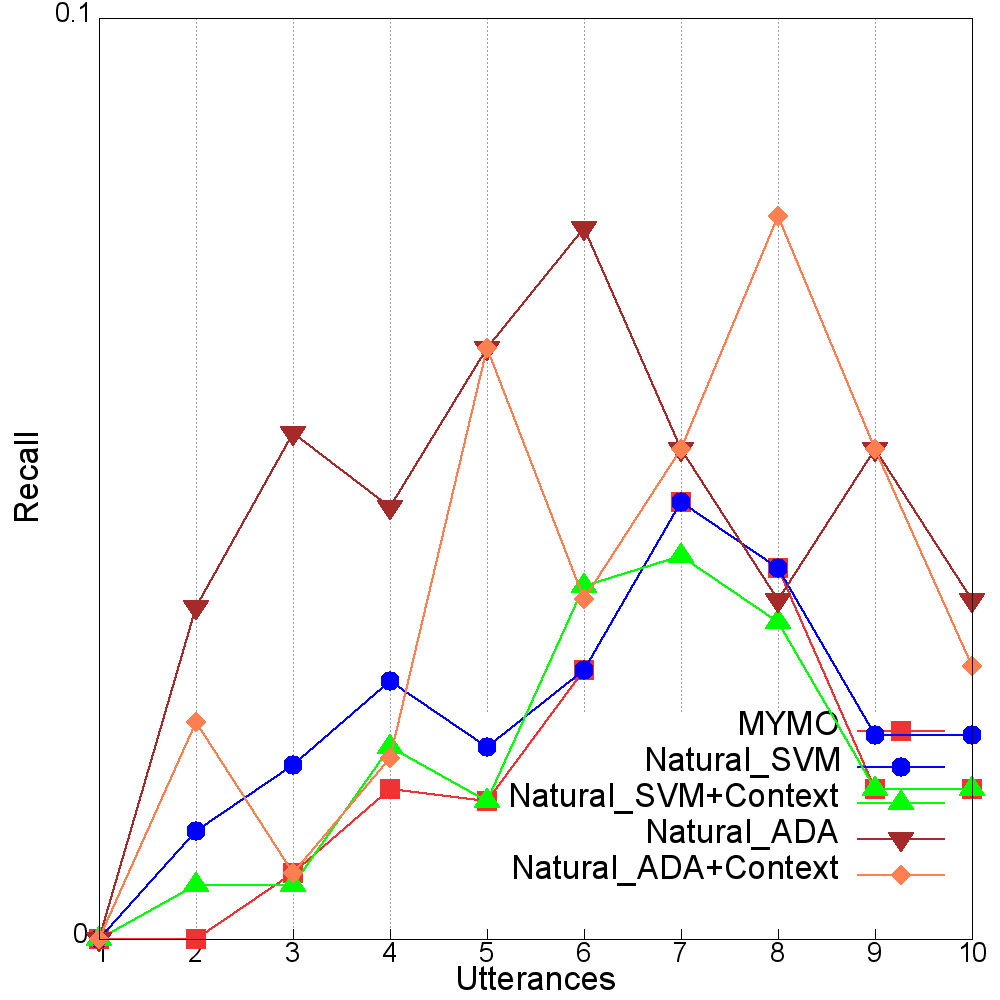 0.1
Recall
MYMO
Natural_SVM
Natural_SVM+Context
Natural_ADA
Natural_ADA+Context
0
1 2 3 4 5 6 7 8 9 10
Utterances